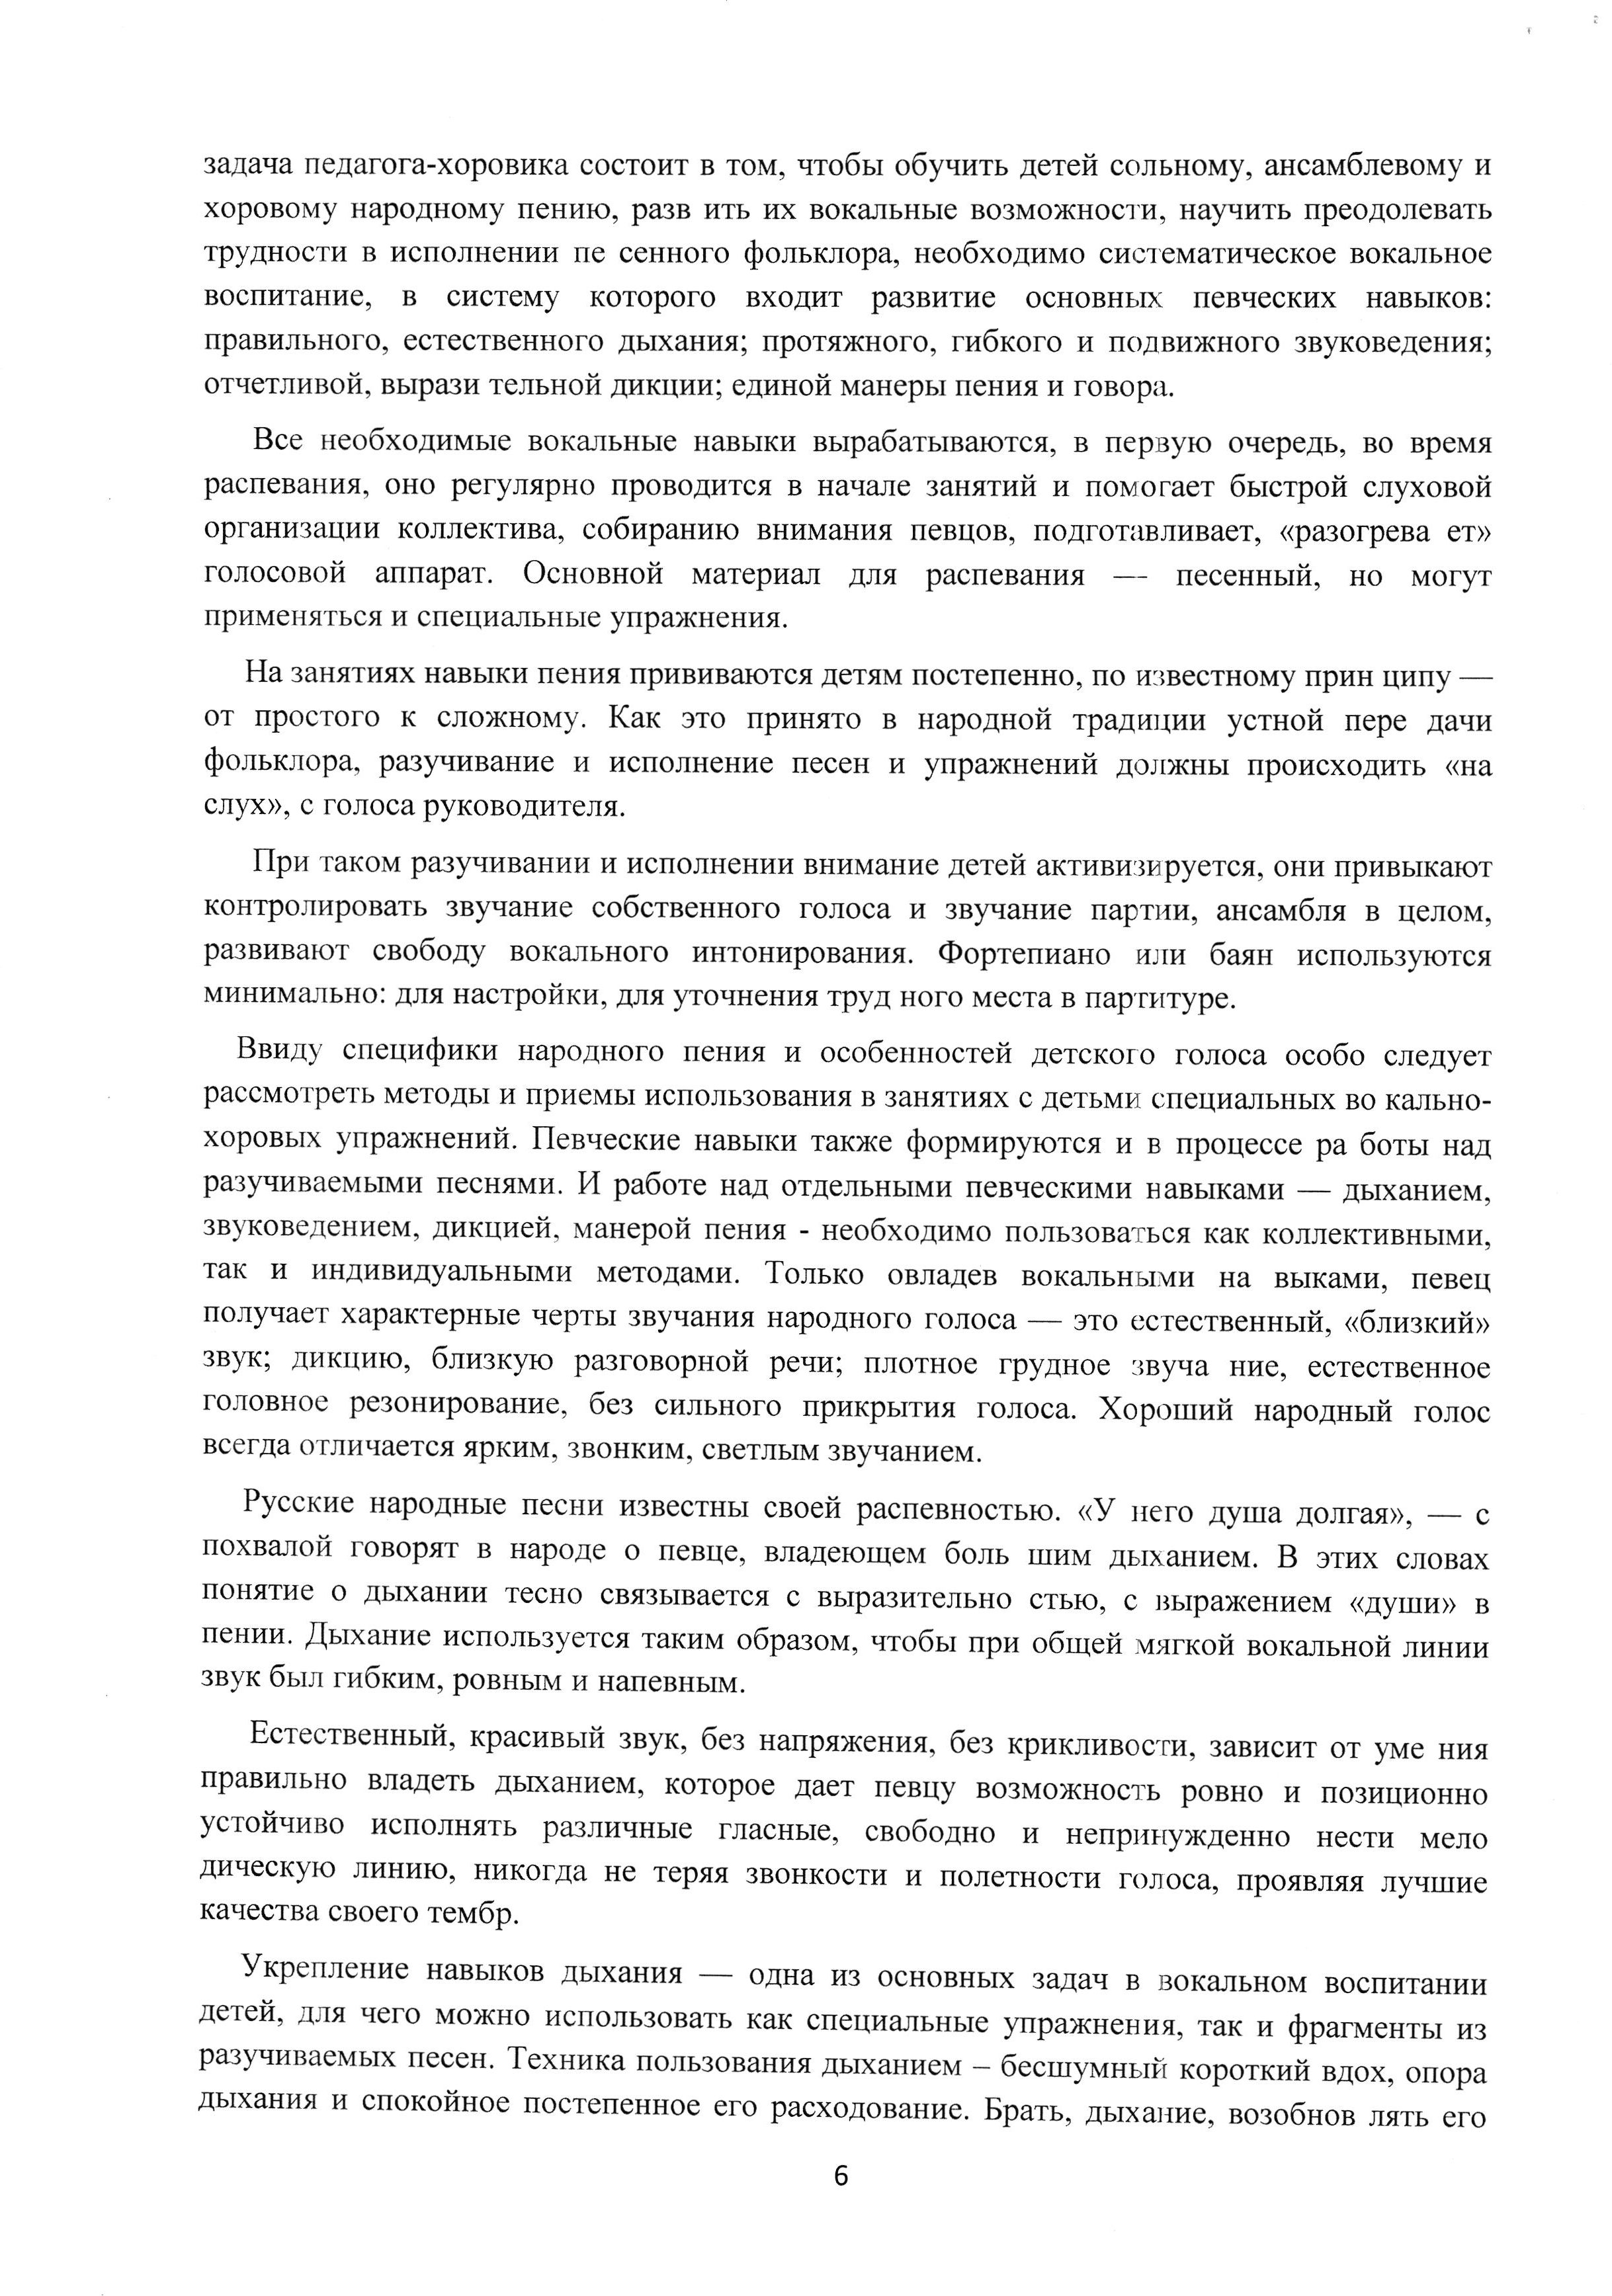 задача педагога-хоровика состоит в том, чтобы обучить детей сольному, ансамблевому и
хоровому народному пению, разв ить их вокальные возможности, научить преодолевать
трудности в исполнении пе сенного фольклора, необходимо систематическое вокальное
воспитание, в систему которого входит развитие основных певческих навыков:
правильного, естественного дыхания; протяжного, гибкого и подвижного звуковедения;
отчетливой, вырази тельной дикции; единой манеры пения и говора.
Все необходимые вокальные навыки вырабатываются, в первую очередь, во время
распевания, оно регулярно проводится в начале занятий и помогает быстрой слуховой
организации коллектива, собиранию внимания певцов, подготавливает, «разогрева ет»
голосовой аппарат. Основной материал для распевания — песенный, но могут
применяться и специальные упражнения.
На занятиях навыки пения прививаются детям постепенно, по известному прин ципу —
от простого к сложному. Как это принято в народной традиции устной пере дачи
фольклора, разучивание и исполнение песен и упражнений должны происходить «на
слух», с голоса руководителя.
При таком разучивании и исполнении внимание детей активизируется, они привыкают
контролировать звучание собственного голоса и звучание партии, ансамбля в целом,
развивают свободу вокального интонирования. Фортепиано или баян используются
минимально: для настройки, для уточнения труд ного места в партитуре.
Ввиду специфики народного пения и особенностей детского голоса особо следует
рассмотреть методы и приемы использования в занятиях с детьми специальных во кально-
хоровых упражнений. Певческие навыки также формируются и в процессе ра боты над
разучиваемыми песнями. И работе над отдельными певческими навыками — дыханием,
звуковедением, дикцией, манерой пения - необходимо пользоваться как коллективными,
так и индивидуальными методами. Только овладев вокальными на выками, певец
получает характерные черты звучания народного голоса — это естественный, «близкий»
звук; дикцию, близкую разговорной речи; плотное грудное звуча ние, естественное
головное резонирование, без сильного прикрытия голоса. Хороший народный голос
всегда отличается ярким, звонким, светлым звучанием.
Русские народные песни известны своей распевностью. «У него душа долгая», — с
похвалой говорят в народе о певце, владеющем боль шим дыханием. В этих словах
понятие о дыхании тесно связывается с выразительно стью, с выражением «души» в
пении. Дыхание используется таким образом, чтобы при общей мягкой вокальной линии
звук был гибким, ровным и напевным.
Естественный, красивый звук, без напряжения, без крикливости, зависит от уме ния
правильно владеть дыханием, которое дает певцу возможность ровно и позиционно
устойчиво исполнять различные гласные, свободно и непринужденно нести мело
дическую линию, никогда не теряя звонкости и полетности голоса, проявляя лучшие
качества своего тембр.
Укрепление навыков дыхания — одна из основных задач в вокальном воспитании
детей, для чего можно использовать как специальные упражнения, так и фрагменты из
разучиваемых песен. Техника пользования дыханием – бесшумный короткий вдох, опора
дыхания и спокойное постепенное его расходование. Брать, дыхание, возобнов лять его
6